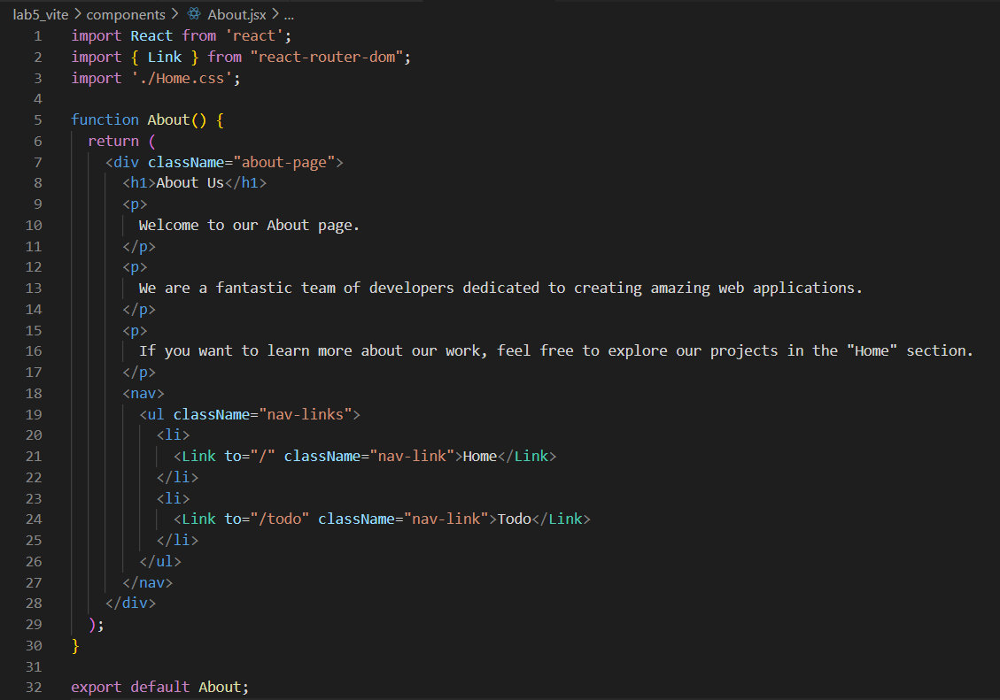 lab5_vite > components > About.jsx > ...
1 import React from 'react';
2 import { Link } from "react-router-dom";
3 import './Home.css';
4
5 function About() {
6   return (
7     <div className="about-page">
8       <h1>About Us</h1>
9       <p>
10         Welcome to our About page.
11       </p>
12       <p>
13         We are a fantastic team of developers dedicated to creating amazing web applications.
14       </p>
15       <p>
16         If you want to learn more about our work, feel free to explore our projects in the "Home" section.
17       </p>
18       <nav>
19         <ul className="nav-links">
20           <li>
21             <Link to="/" className="nav-link">Home</Link>
22           </li>
23           <li>
24             <Link to="/todo" className="nav-link">Todo</Link>
25           </li>
26         </ul>
27       </nav>
28     </div>
29   );
30 }
31
32 export default About;